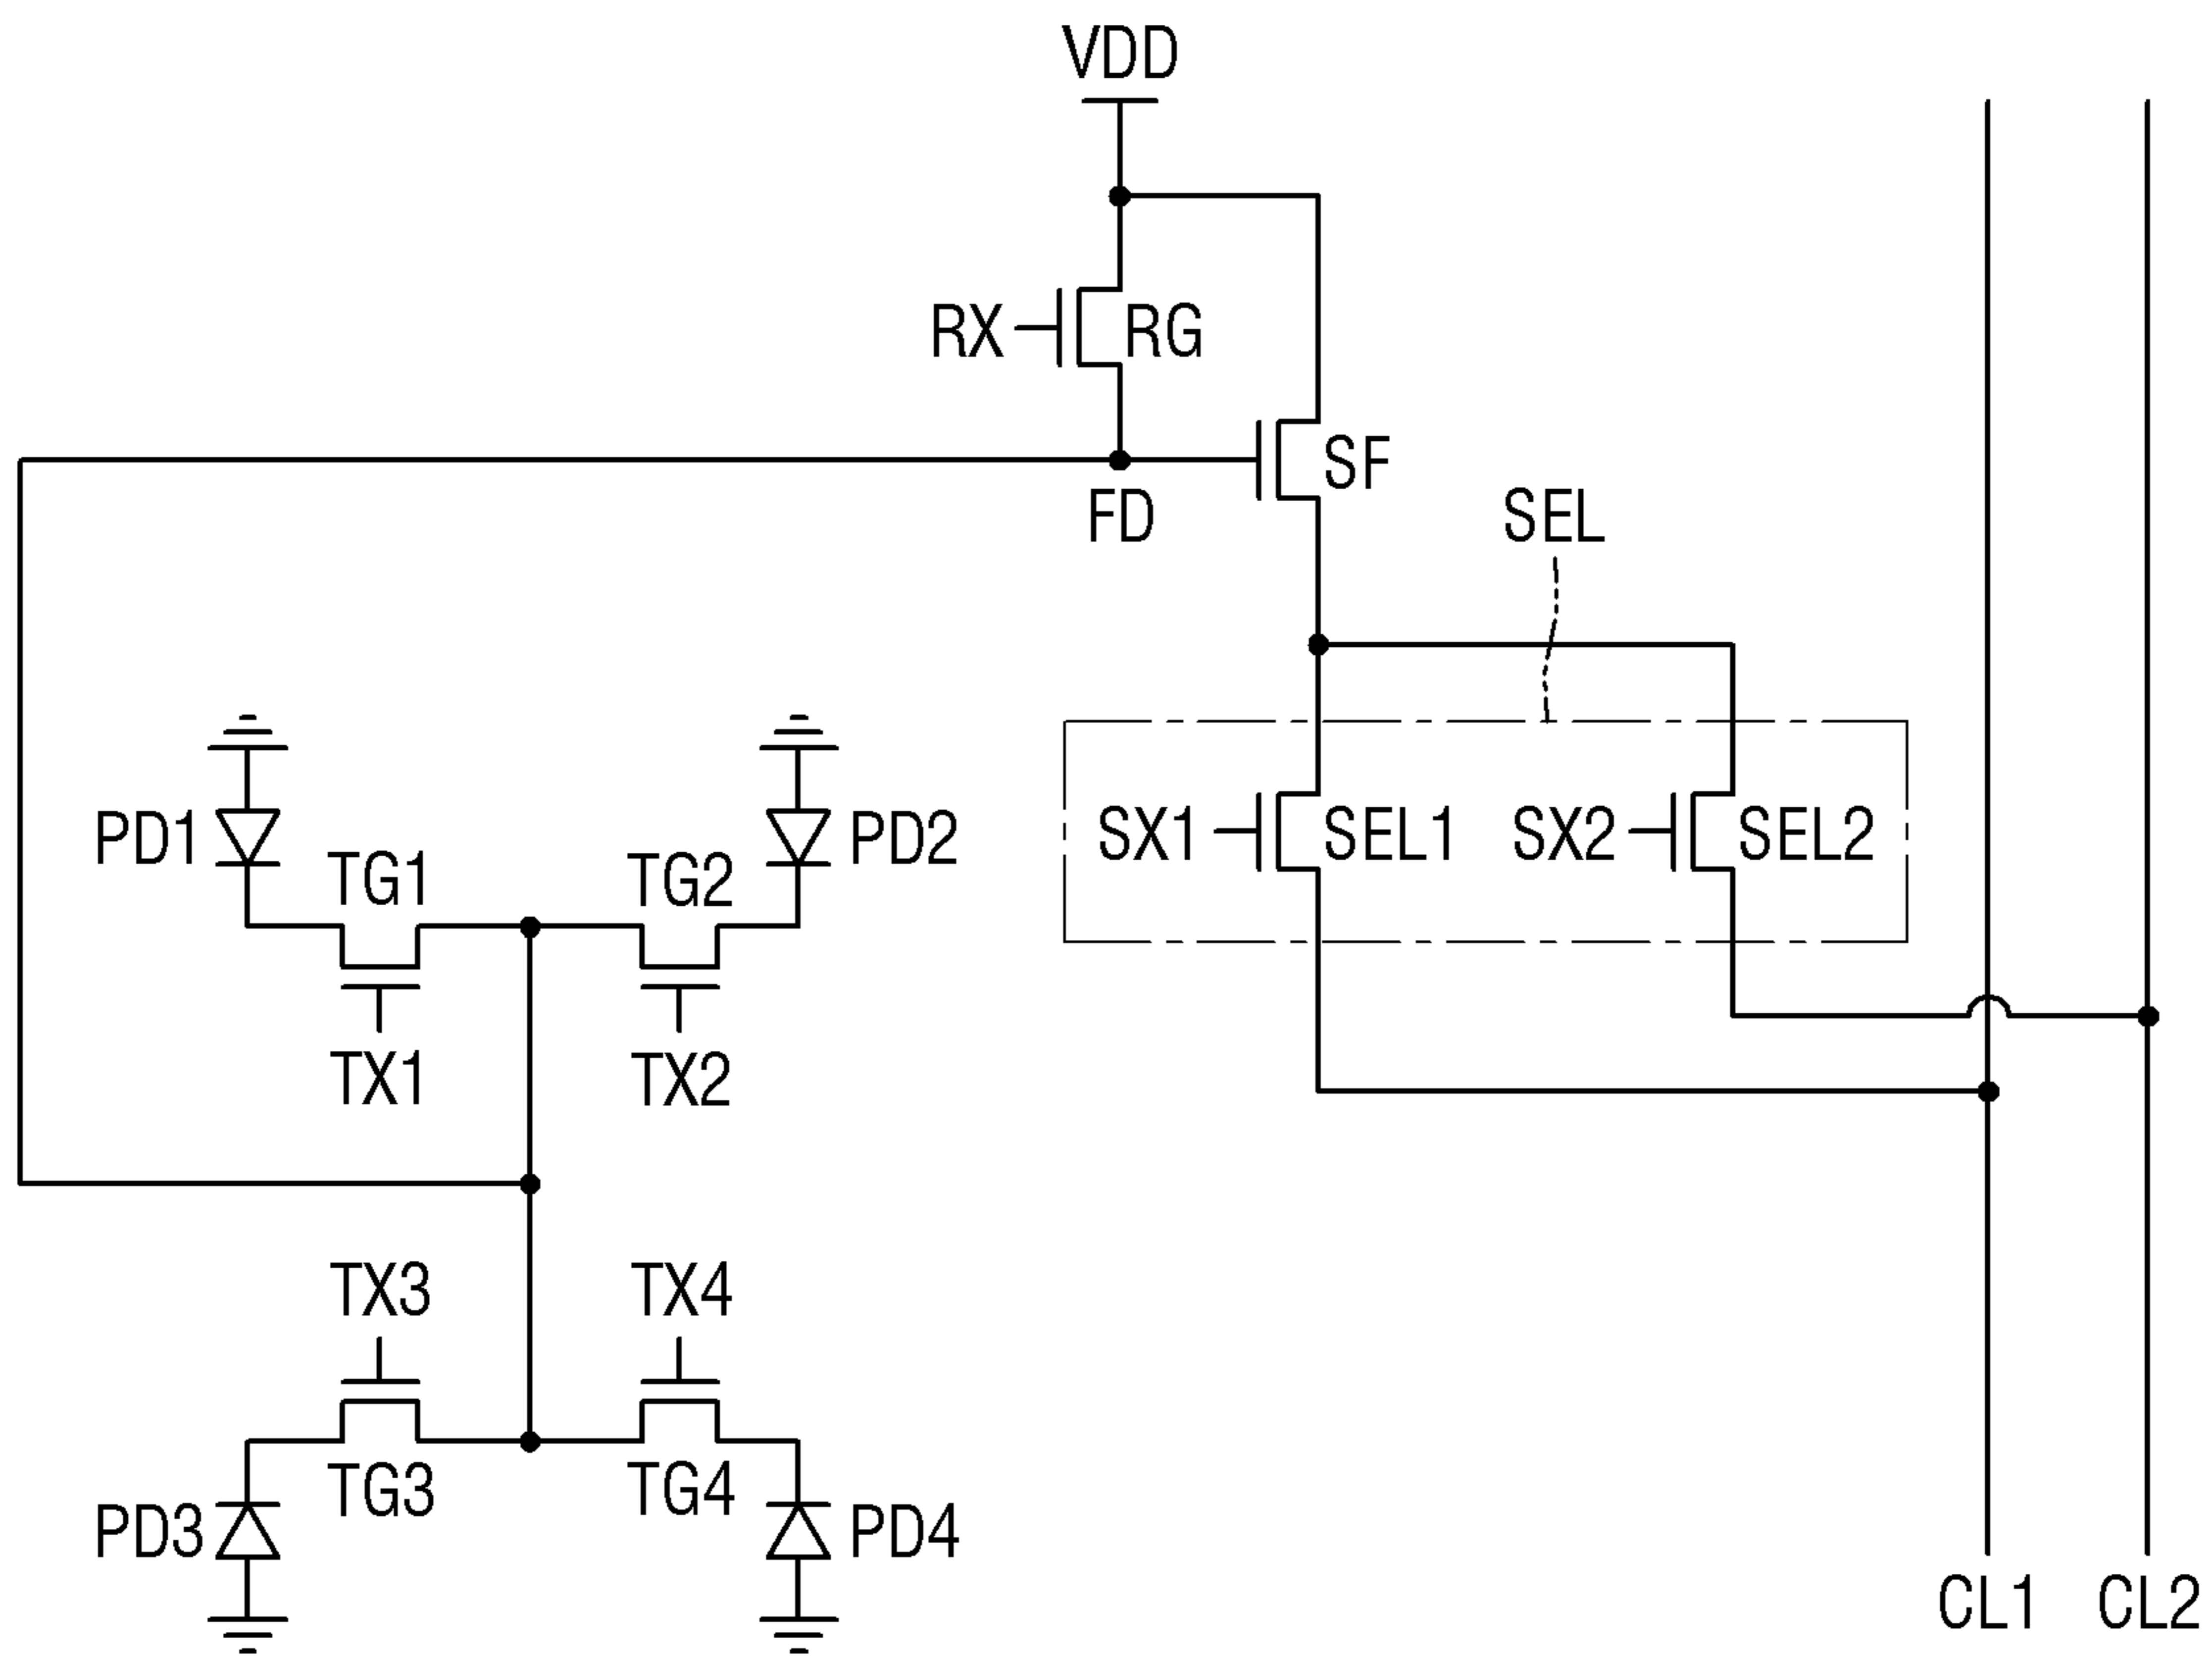 VDD
RX
RG
SF
FD
SEL
PD1
TG1
TG2
PD2
SX1
SEL1
SX2
SEL2
TX1
TX2
TX3
TX4
PD3
TG3
TG4
PD4
CL1
CL2